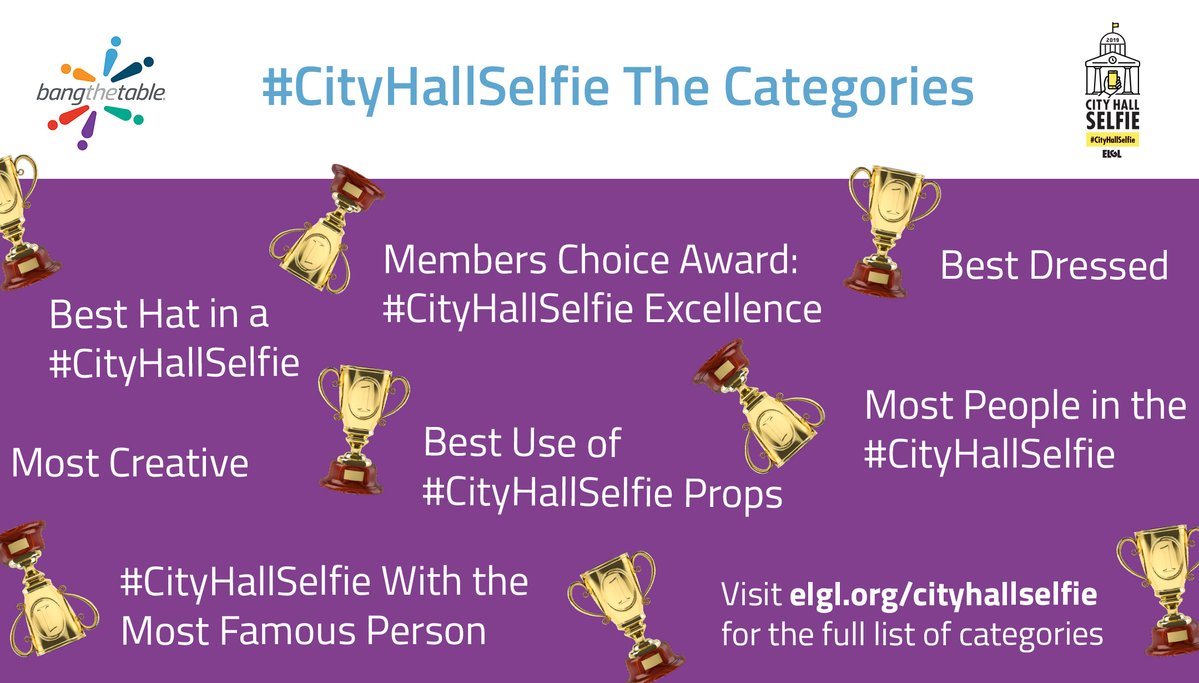 bangthetable.
#CityHallSelfie The Categories
2019
CITY HALL
SELFIE
#CityHallSelfie
ELGL
Best Hat in a
#CityHallSelfie
Members Choice Award:
#CityHallSelfie Excellence
Best Dressed
Most Creative
Best Use of
#CityHallSelfie Props
Most People in the
#CityHallSelfie
#CityHallSelfie With the
Most Famous Person
Visit elgl.org/cityhallselfie
for the full list of categories